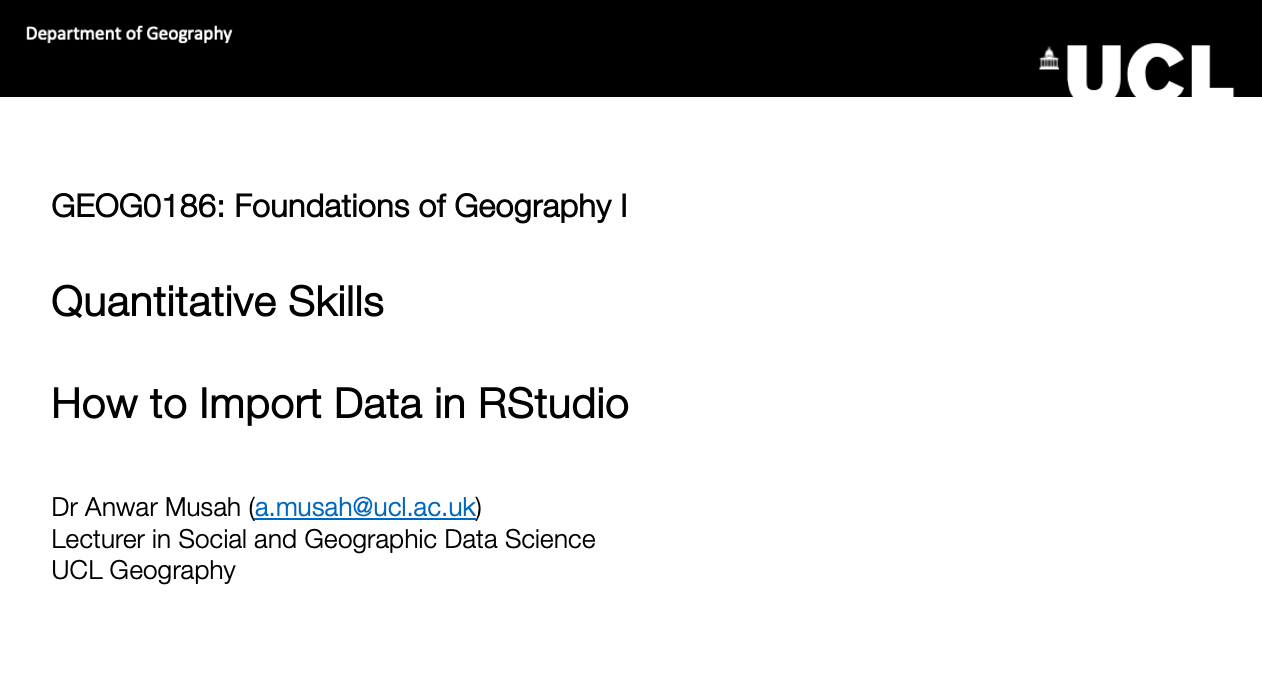 Department of Geography
UCL
GEOG0186: Foundations of Geography I
Quantitative Skills
How to Import Data in RStudio
Dr Anwar Musah (a.musah@ucl.ac.uk)
Lecturer in Social and Geographic Data Science
UCL Geography